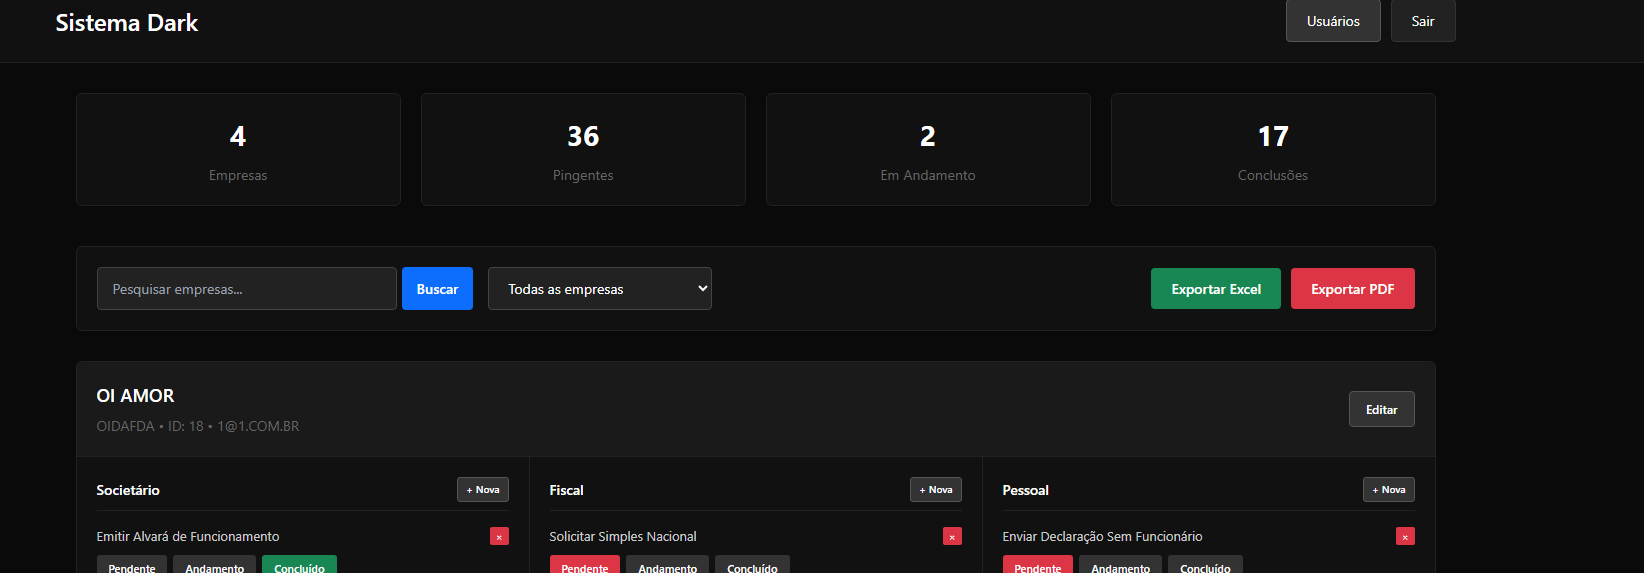 Sistema Dark
Usuários
Sair
4
Empresas
36
Pingentes
2
Em Andamento
17
Conclusões
Pesquisar empresas...
Buscar
Todas as empresas
Exportar Excel
Exportar PDF
OI AMOR
OIDAFDA • ID: 18 • 1@1.COM.BR
Editar
Societário
+ Nova
Fiscal
+ Nova
Pessoal
+ Nova
Emitir Alvará de Funcionamento
×
Solicitar Simples Nacional
×
Enviar Declaração Sem Funcionário
×
Pendente
Andamento
Concluído
Pendente
Andamento
Concluído
Pendente
Andamento
Concluído